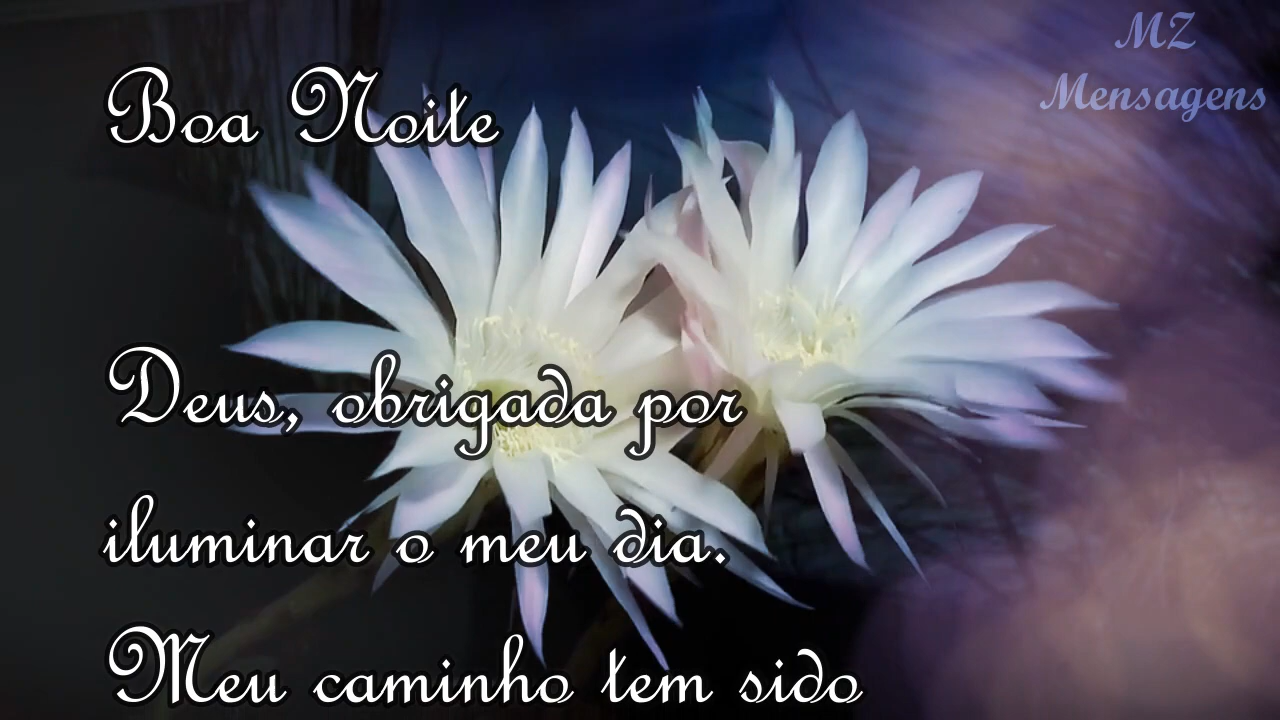 MZ
Mensagens
Boa Noite
Deus, obrigada por
iluminar o meu dia.
Meu caminho tem sido